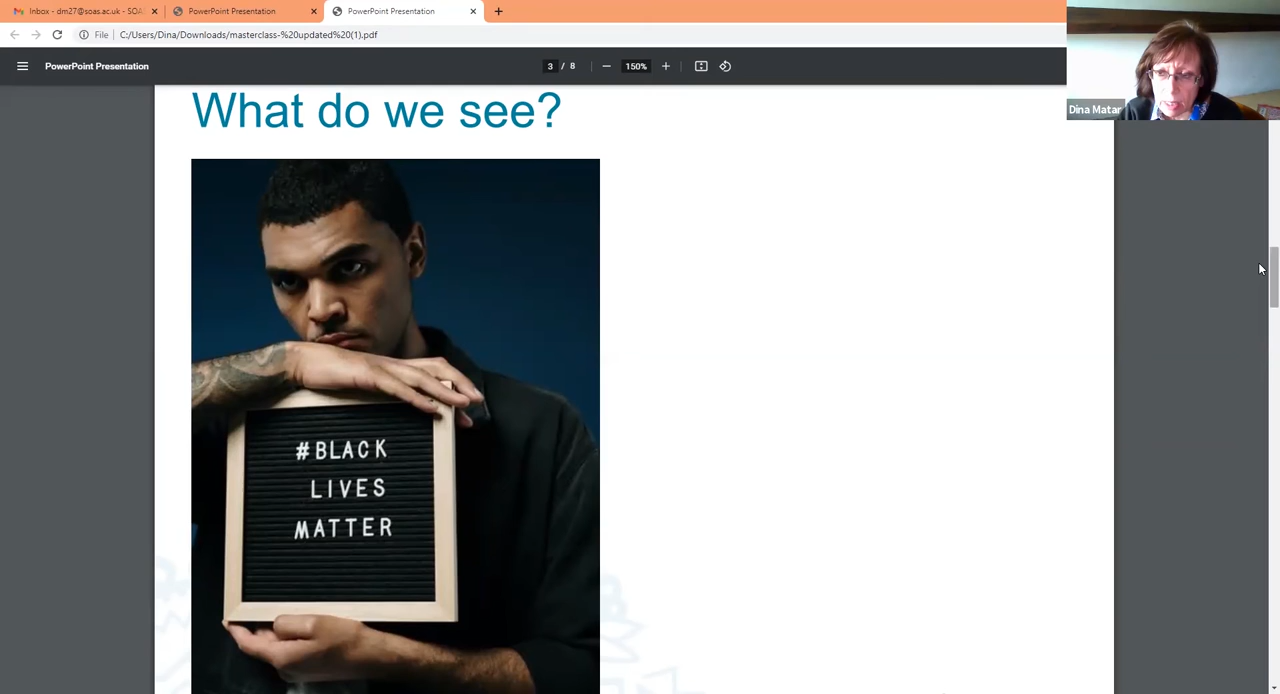 Inbox - dm27@soas.ac.uk - SOA
PowerPoint Presentation
PowerPoint Presentation
File
C:/Users/Dina/Downloads/masterclass-%20updated%20(1).pdf
PowerPoint Presentation
3 / 8
150%
Dina Matar
What do we see?
#BLACK
LIVES
MATTER